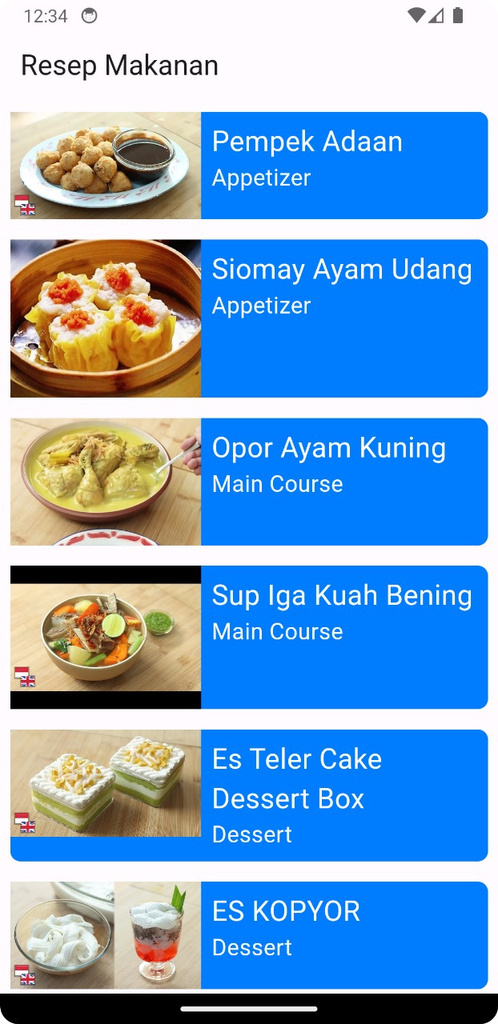 12:34
Resep Makanan
Pempek Adaan
Appetizer
Siomay Ayam Udang
Appetizer
Opor Ayam Kuning
Main Course
Sup Iga Kuah Bening
Main Course
Es Teler Cake
Dessert Box
Dessert
ES KOPYOR
Dessert